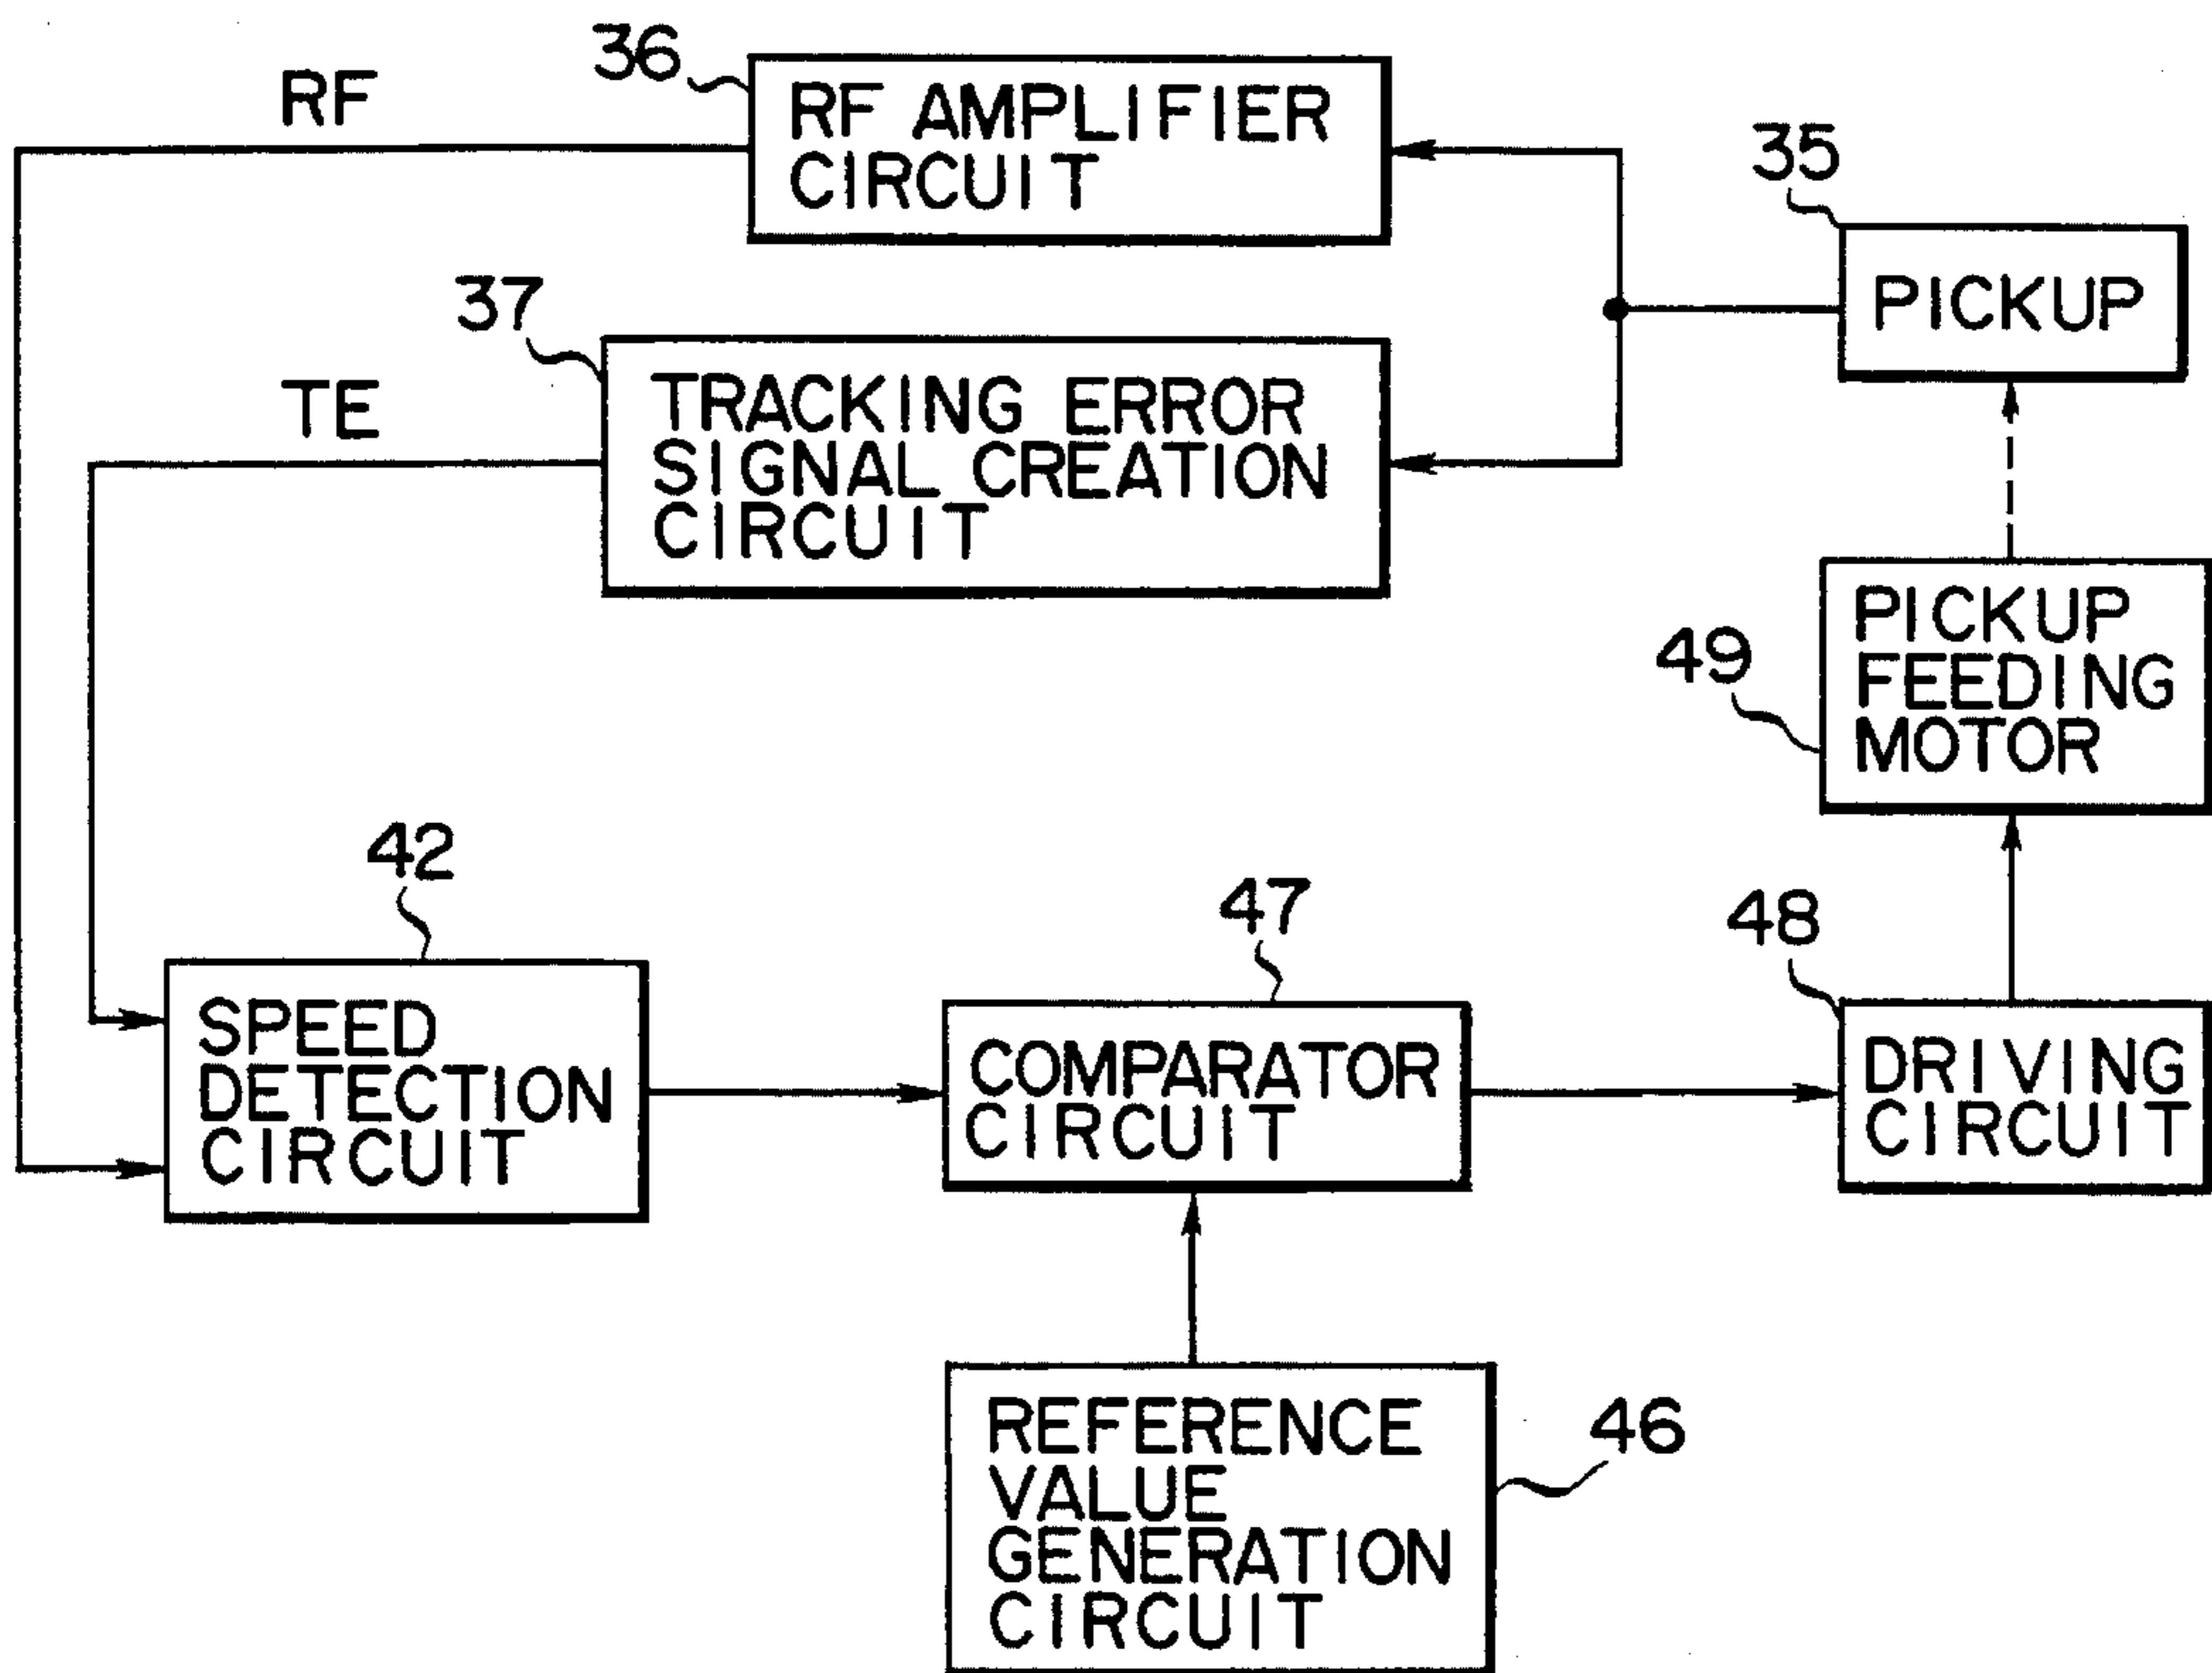 36
RF
RF AMPLIFIER
CIRCUIT
35
PICKUP
37
TE
TRACKING ERROR
SIGNAL CREATION
CIRCUIT
49
PICKUP
FEEDING
MOTOR
42
SPEED
DETECTION
CIRCUIT
47
COMPARATOR
CIRCUIT
48
DRIVING
CIRCUIT
REFERENCE
VALUE
GENERATION
CIRCUIT
46